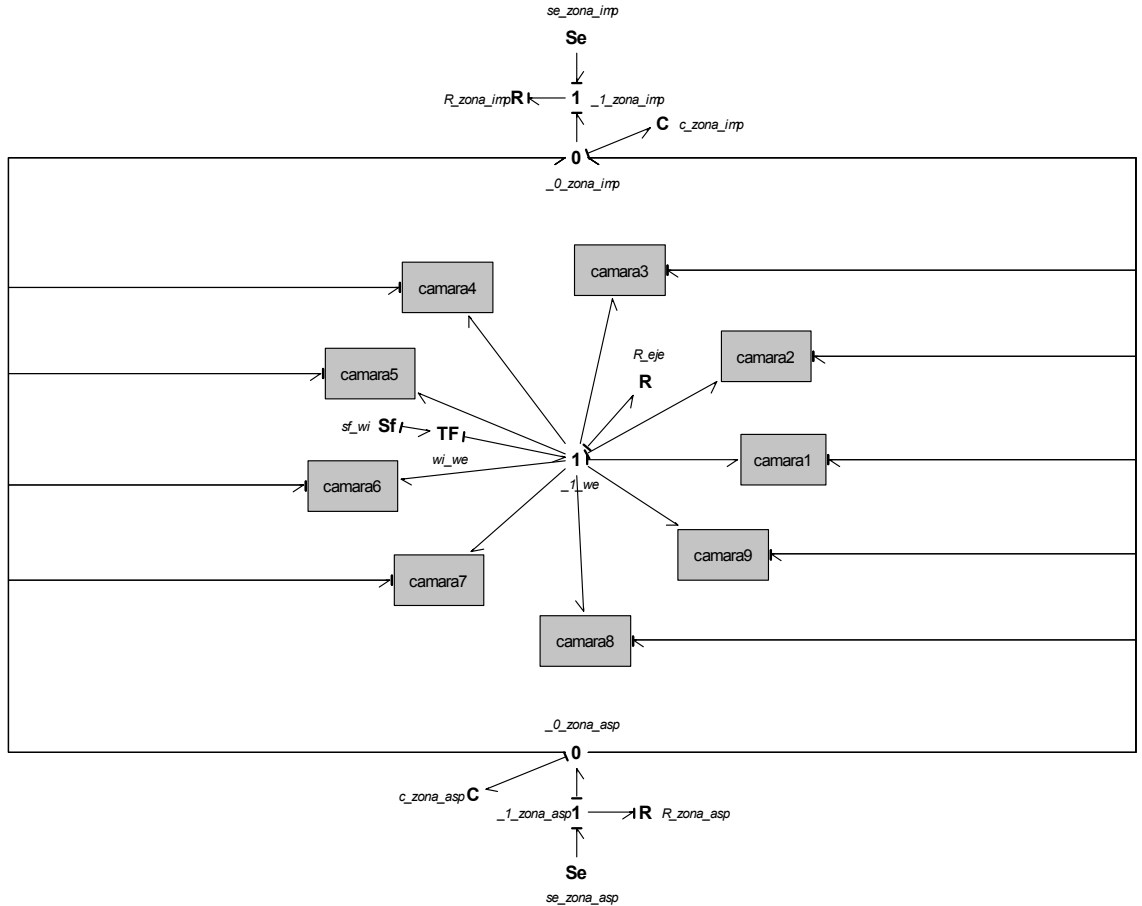 se_zona_imp
Se
R_zona_imp R 1 _1_zona_imp
C c_zona_imp
0
_0_zona_imp
camara3
camara4
camara2
R_eje
R
camara5
sf_wi Sf TF
wi_we
1
_1_we
camara1
camara6
camara9
camara7
camara8
_0_zona_asp
0
c_zona_asp C
_1_zona_asp 1 R R_zona_asp
Se
se_zona_asp